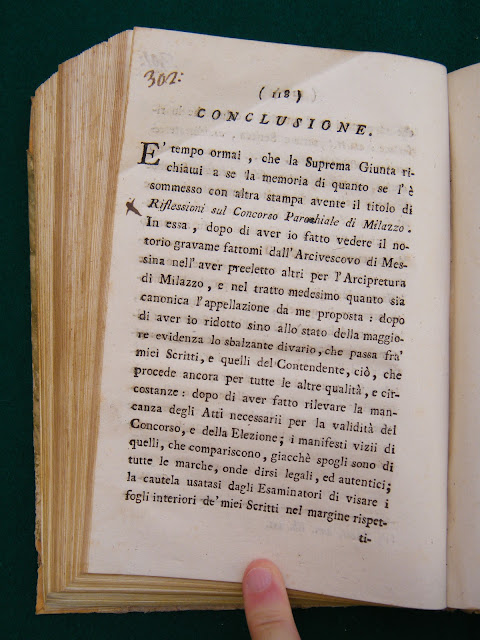 302:
( 118 )
CONCLUSIONE.
E' tempo ormai, che la Suprema Giunta ri-
chiami a se la memoria di quanto se l'è
sommesso con altra stampa avente il titolo di
Riflessioni sul Concorso Parochiale di Milazzo.
In essa, dopo di aver io fatto vedere il no-
torio gravame fattomi dall'Arcivescovo di Mes-
sina nell'aver preeletto altri per l'Arcipretura
di Milazzo, e nel tratto medesimo quanto sia
canonica l'appellazione da me proposta: dopo
di aver io ridotto sino allo stato della maggio-
re evidenza lo sbalzante divario, che passa fra'
miei Scritti, e quelli del Contendente, ciò, che
procede ancora per tutte le altre qualità, e cir-
costanze: dopo di aver fatto rilevare la man-
canza degli Atti necessarii per la validità del
Concorso, e della Elezione; i manifesti vizii di
quelli, che compariscono, giacchè spogli sono di
tutte le marche, onde dirsi legali, ed autentici;
la cautela usatasi dagli Esaminatori di visare i
fogli interiori de' miei Scritti nel margine rispet-
ti-